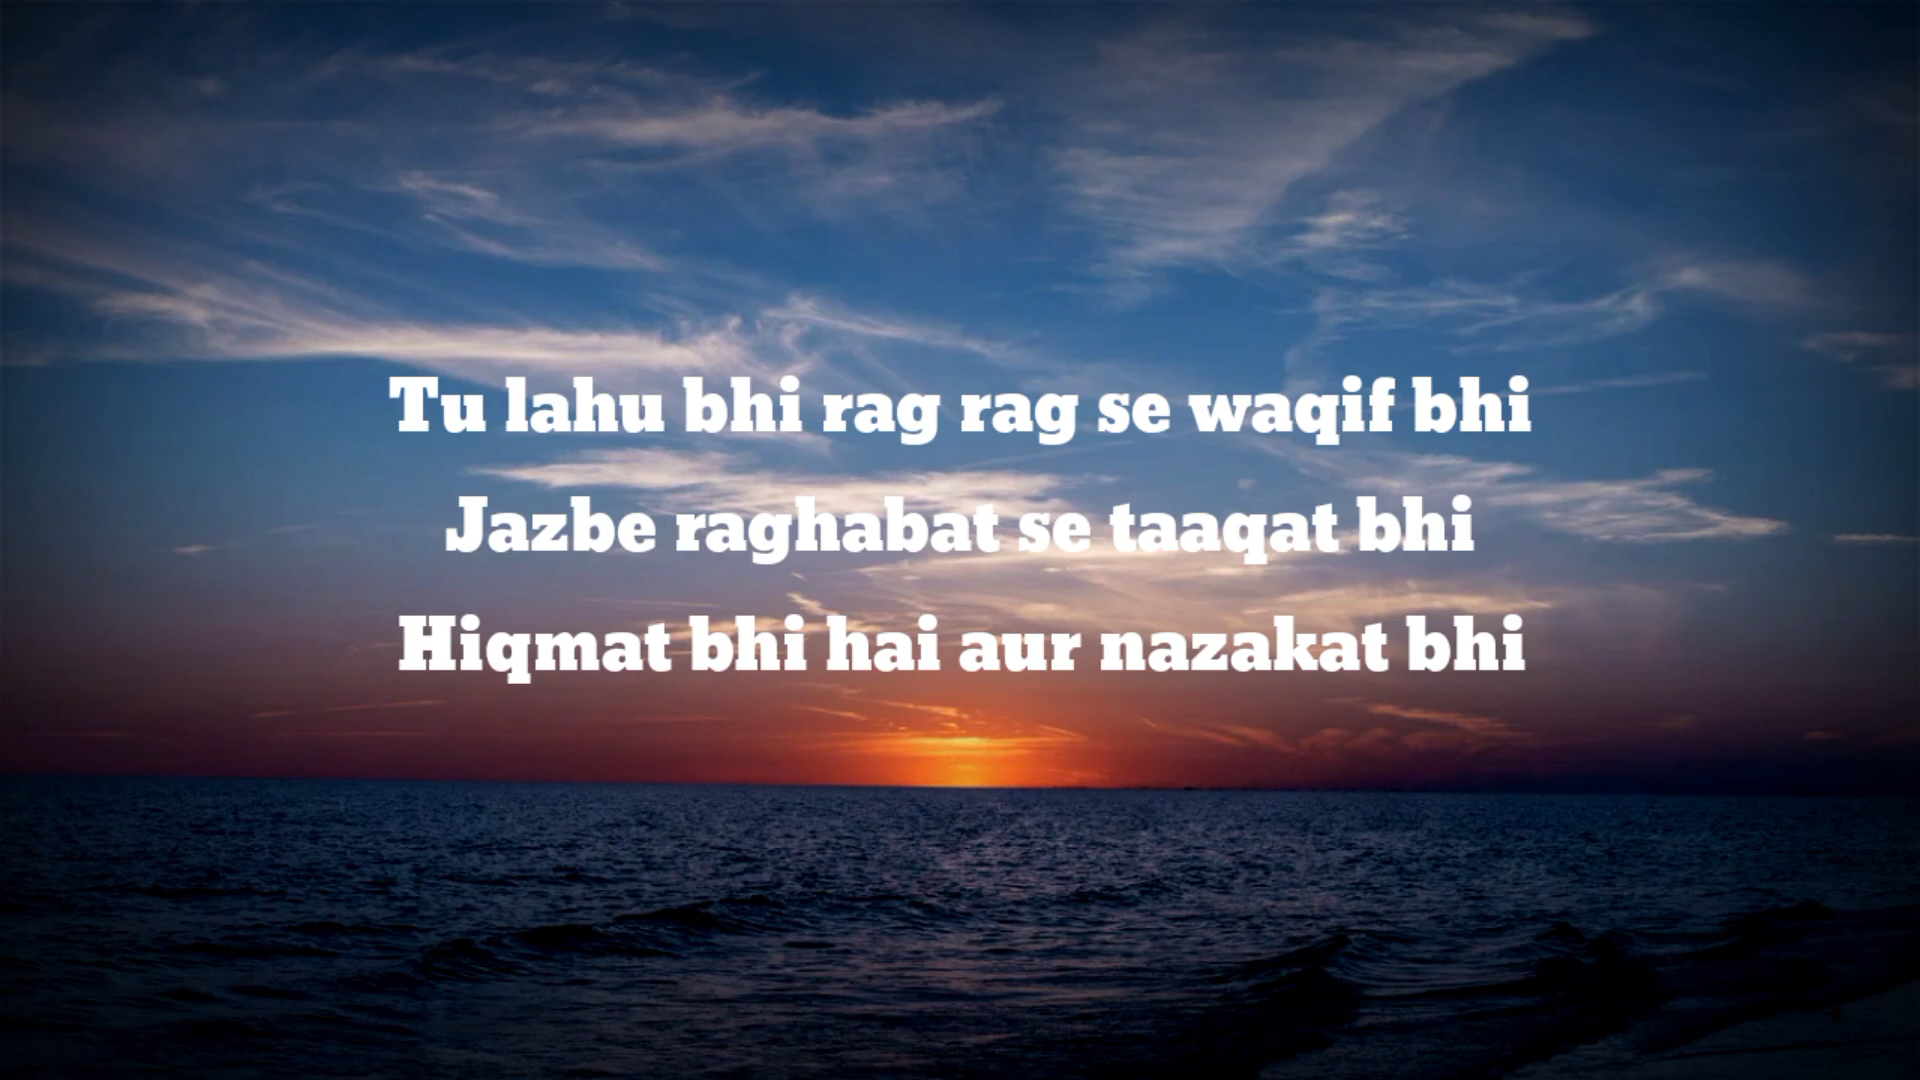 Tu lahu bhi rag rag se waqif bhi
Jazbe raghabat se taaqat bhi
Hiqmat bhi hai aur nazakat bhi